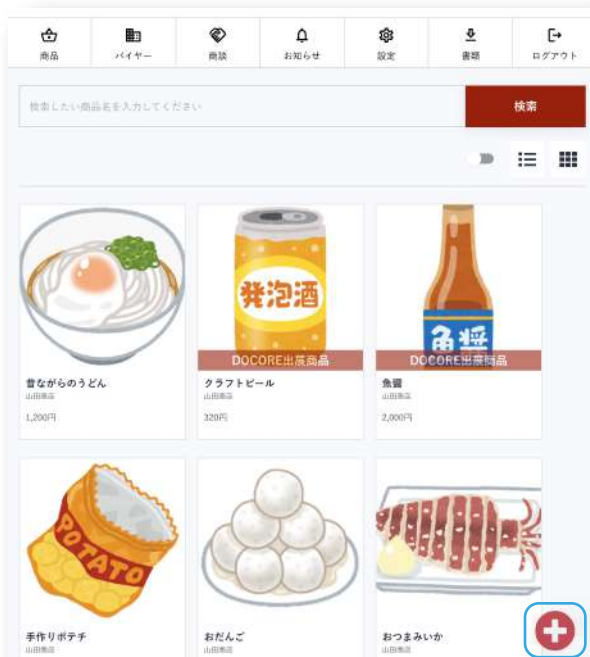 商品 バイヤー 商談 お知らせ 設定 書類 ログアウト
検索したい商品名を入力してください 検索
発泡酒 魚醤
DOCORE出展商品 DOCORE出展商品
昔ながらのうどん クラフトビール 魚醤
山田商店 山田商店 山田商店
1,200円 320円 2,000円
POTATO
手作りポテチ おだんご おつまみいか
山田商店 山田商店 山田商店